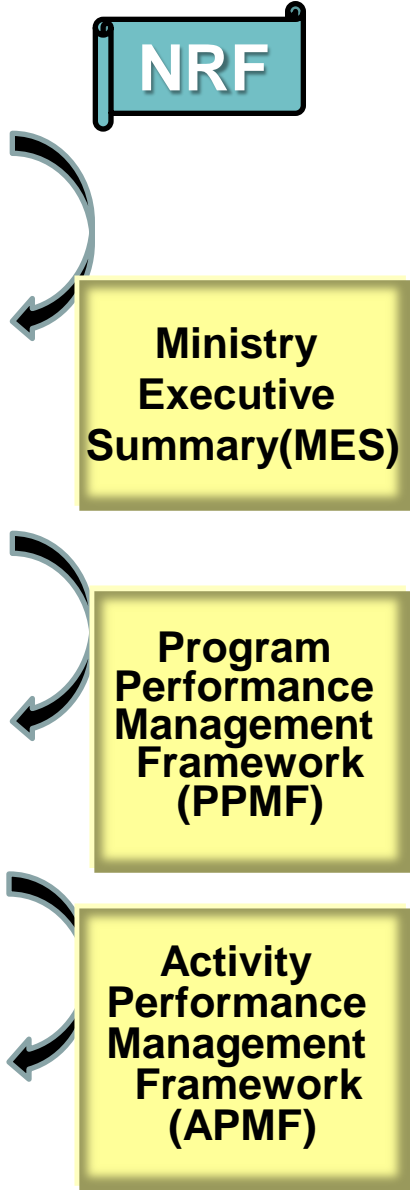 NRF
Ministry
Executive
Summary(MES)
Program
Performance
Management
Framework
(PPMF)
Activity
Performance
Management
Framework
(APMF)